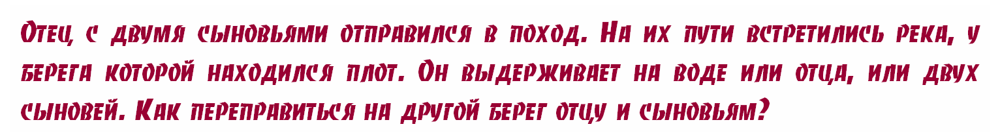 Отец с двумя сыновьями отправился в поход. На их пути встретились река, у
берега которой находился плот. Он выдерживает на воде или отца, или двух
сыновей. Как переправиться на другой берег отцу и сыновьям?